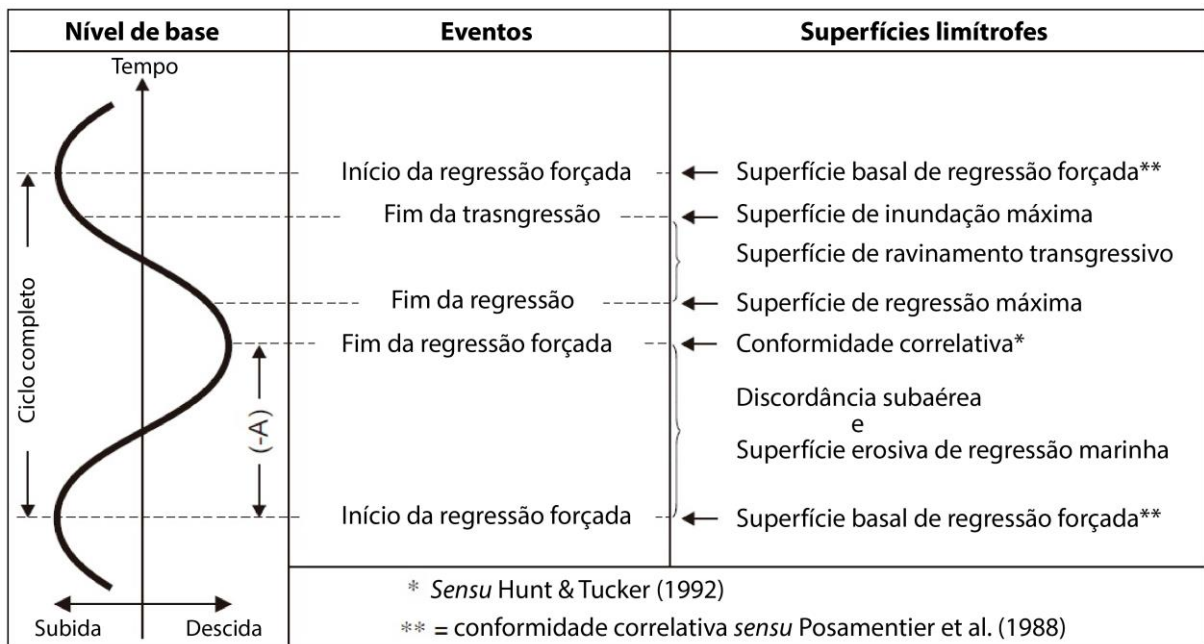 Nível de base
Eventos
Superfícies limítrofes
Tempo
Início da regressão forçada
Superfície basal de regressão forçada**
Fim da trasngressão
Superfície de inundação máxima
Superfície de ravinamento transgressivo
Fim da regressão
Superfície de regressão máxima
Fim da regressão forçada
Conformidade correlativa*
Ciclo completo
(-A)
Discordância subaérea
e
Superfície erosiva de regressão marinha
Início da regressão forçada
Superfície basal de regressão forçada**
Subida
Descida
* Sensu Hunt & Tucker (1992)
** = conformidade correlativa sensu Posamentier et al. (1988)